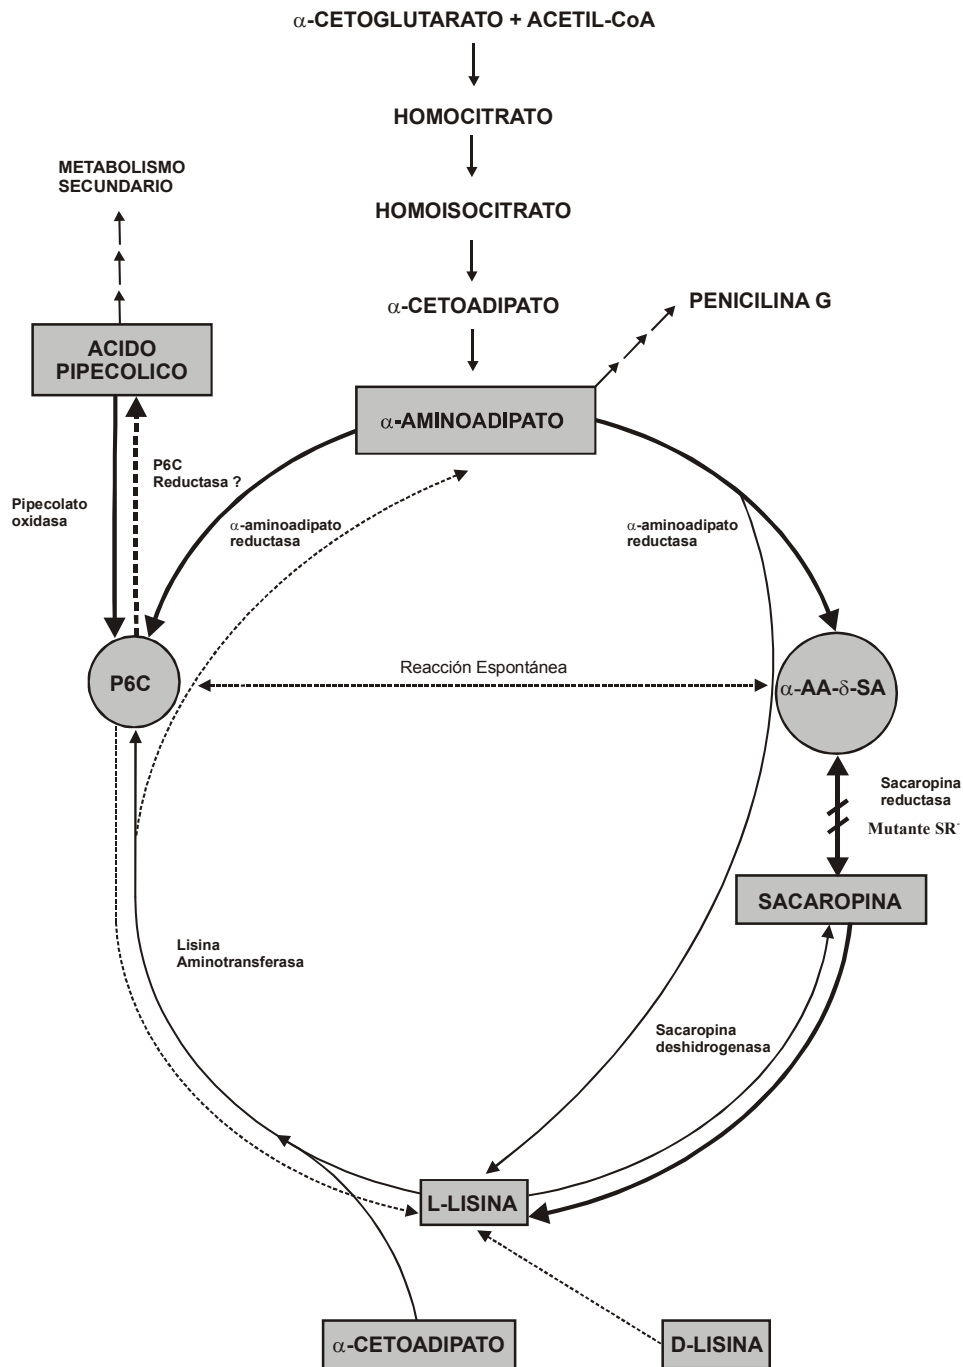 α-CETOGLUTARATO + ACETIL-CoA
HOMOCITRATO
METABOLISMO
SECUNDARIO
HOMOISOCITRATO
α-CETOADIPATO
PENICILINA G
ACIDO
PIPECOLICO
α-AMINOADIPATO
P6C
Reductasa ?
Pipecolato
oxidasa
α-aminoadipato
reductasa
α-aminoadipato
reductasa
Reacción Espontánea
P6C
α-AA-δ-SA
Sacaropina
reductasa
Mutante SR-
SACAROPINA
Lisina
Aminotransferasa
Sacaropina
deshidrogenasa
L-LISINA
α-CETOADIPATO
D-LISINA